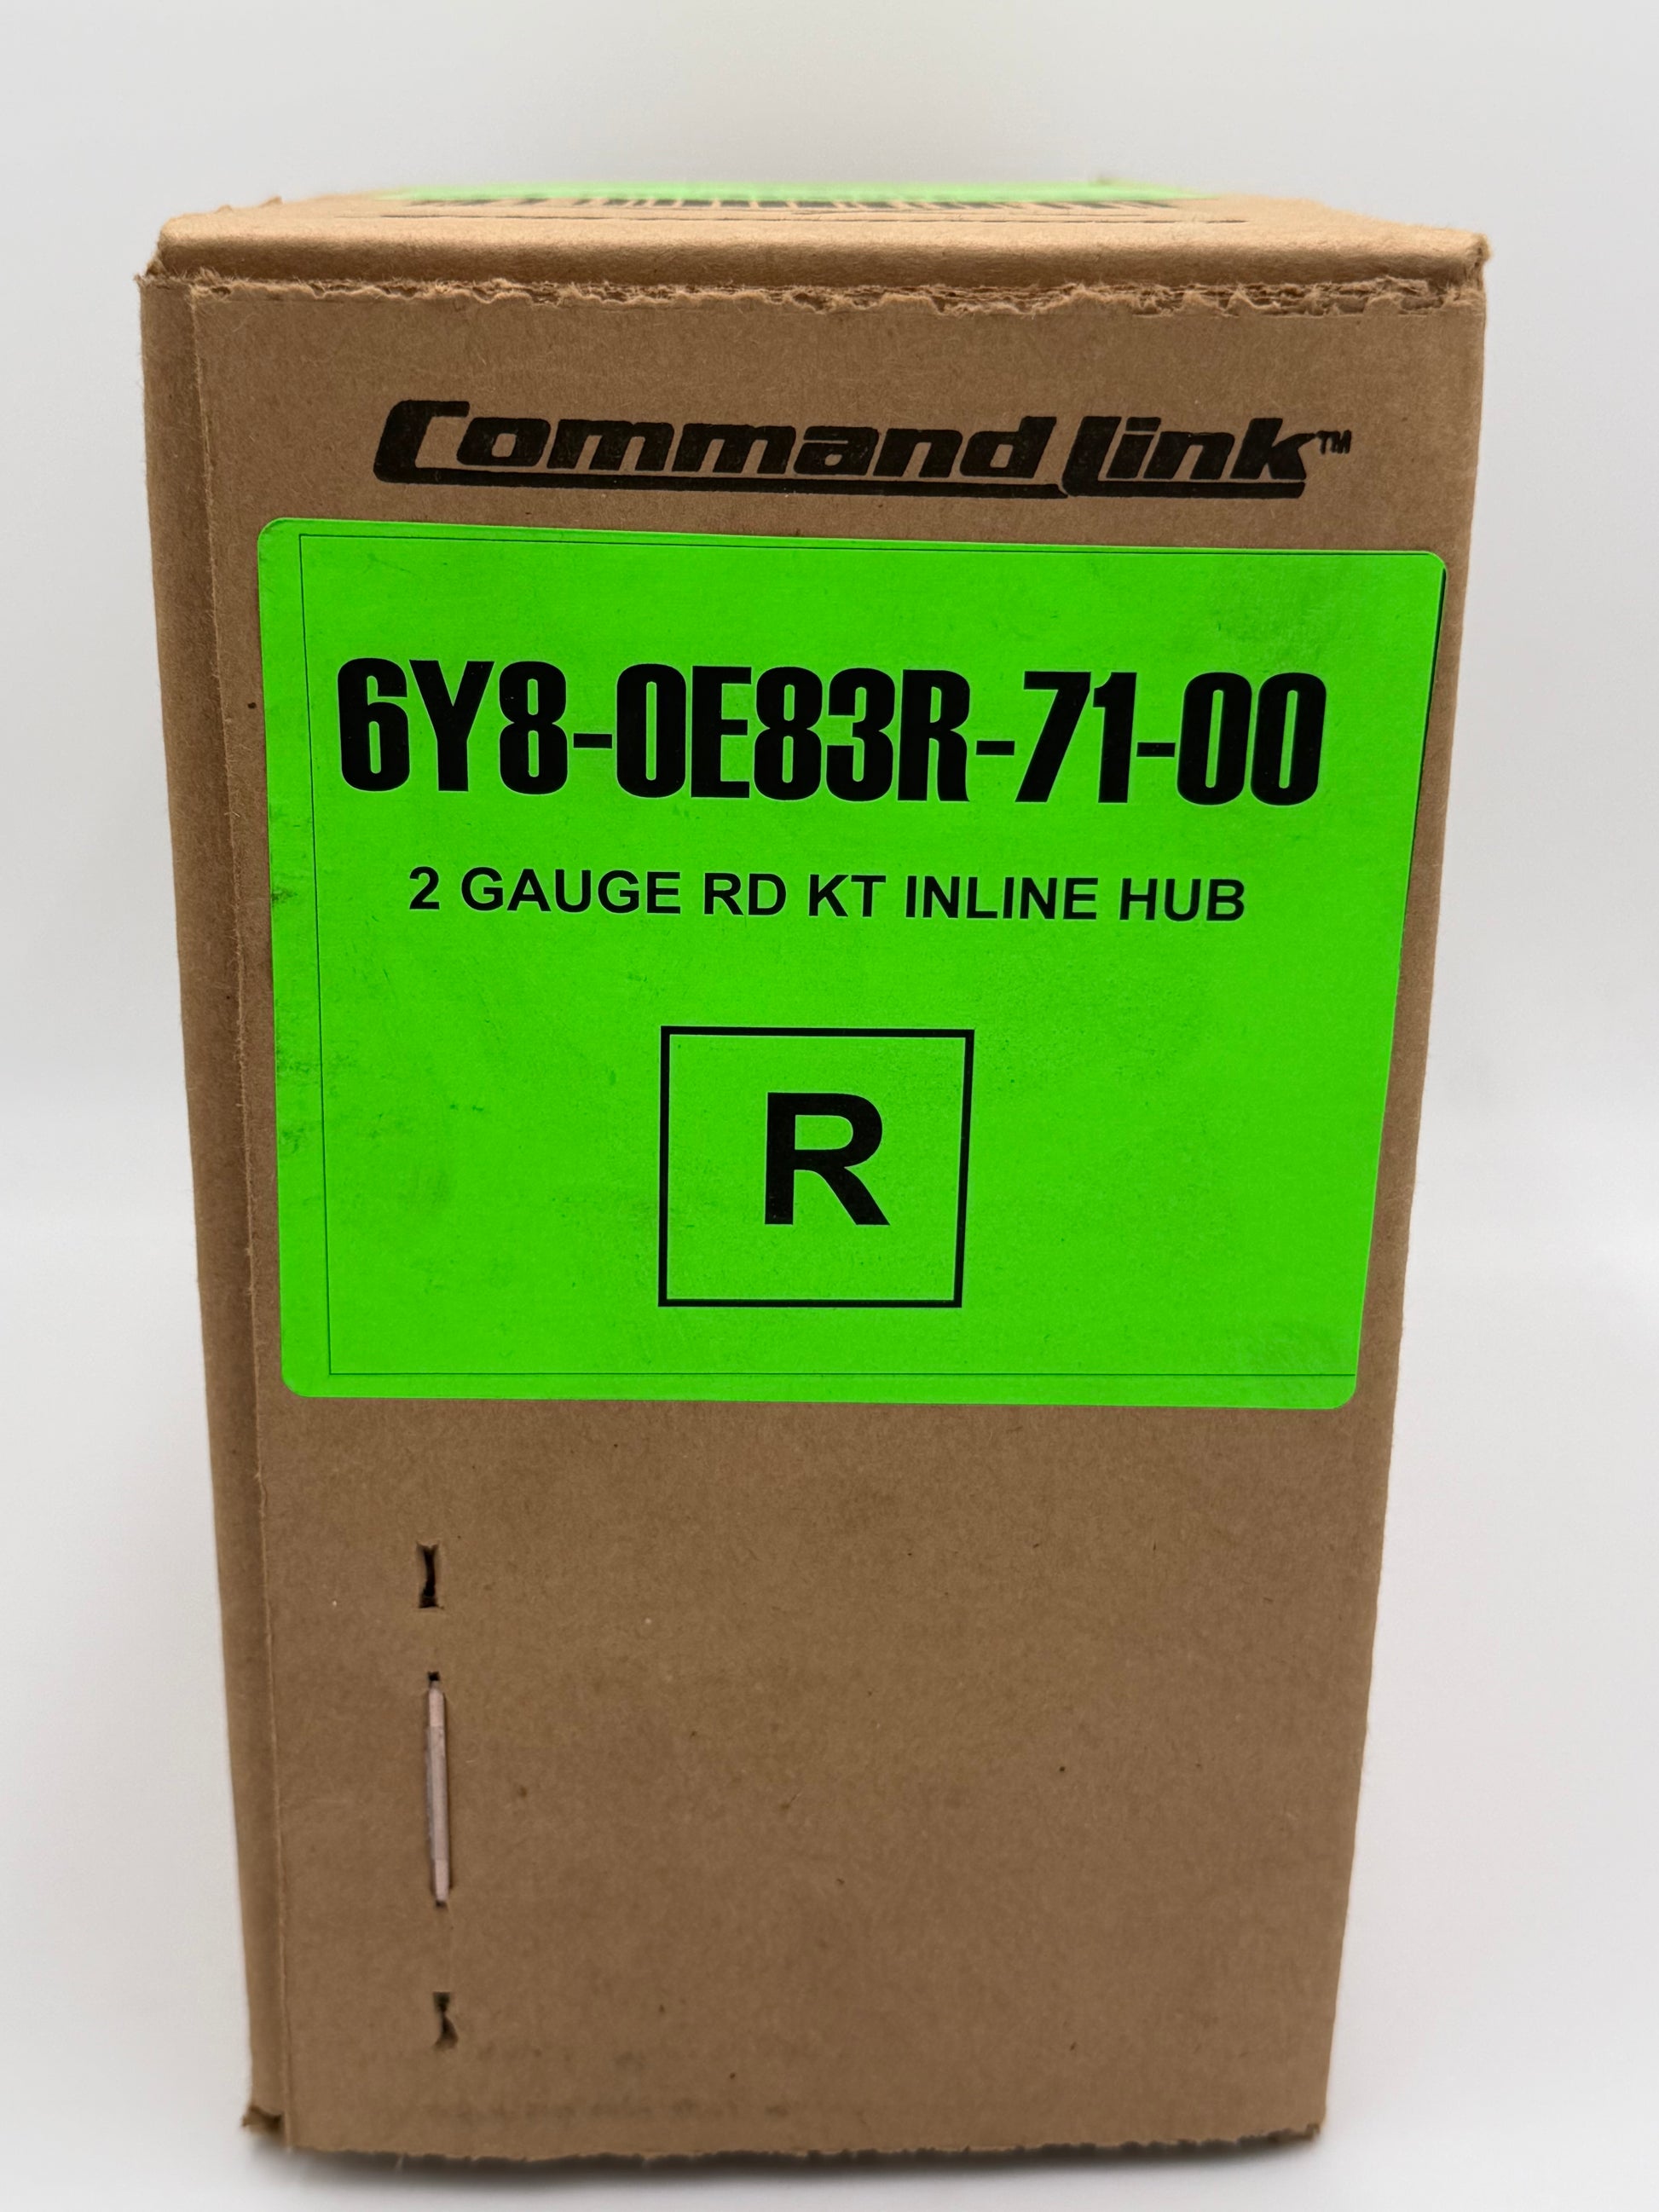 Command Link™
6Y8-0E83R-71-00
2 GAUGE RD KT INLINE HUB
R